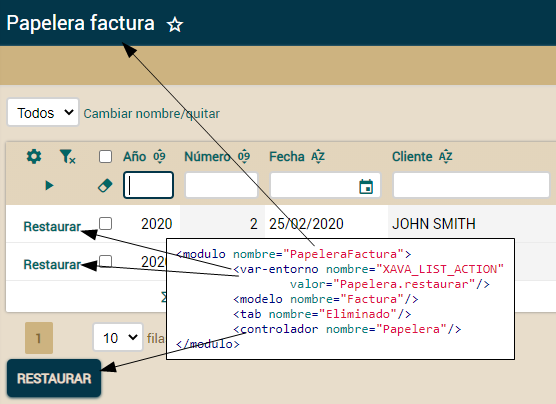 Papelera factura
Todos Cambiar nombre/quitar
Año Número Fecha Cliente
Restaurar 2020 2 25/02/2020 JOHN SMITH
Restaurar
<modulo nombre="PapeleraFactura">
<var-entorno nombre="XAVA_LIST_ACTION"
valor="Papelera.restaurar"/>
<modelo nombre="Factura"/>
<tab nombre="Eliminado"/>
<controlador nombre="Papelera"/>
</modulo>
1 10 fila
RESTAURAR